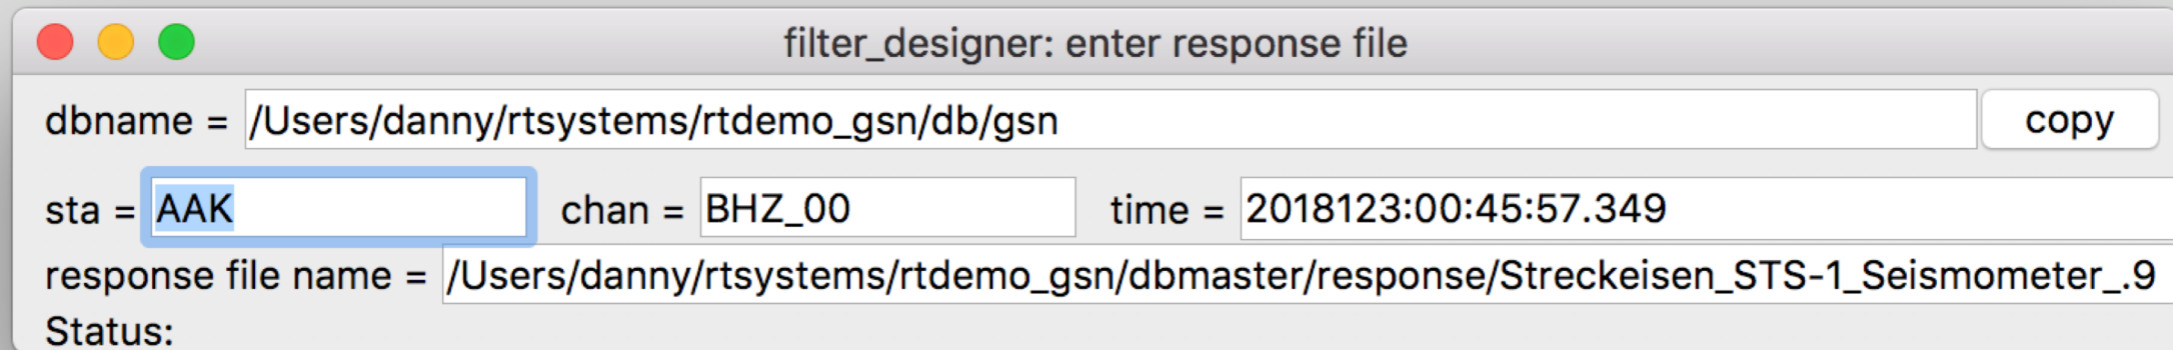 filter_designer: enter response file
dbname = /Users/danny/rtsystems/rtdemo_gsn/db/gsn copy
sta = AAK chan = BHZ_00 time = 2018123:00:45:57.349
response file name = /Users/danny/rtsystems/rtdemo_gsn/dbmaster/response/Streckeisen_STS-1_Seismometer_.9
Status: